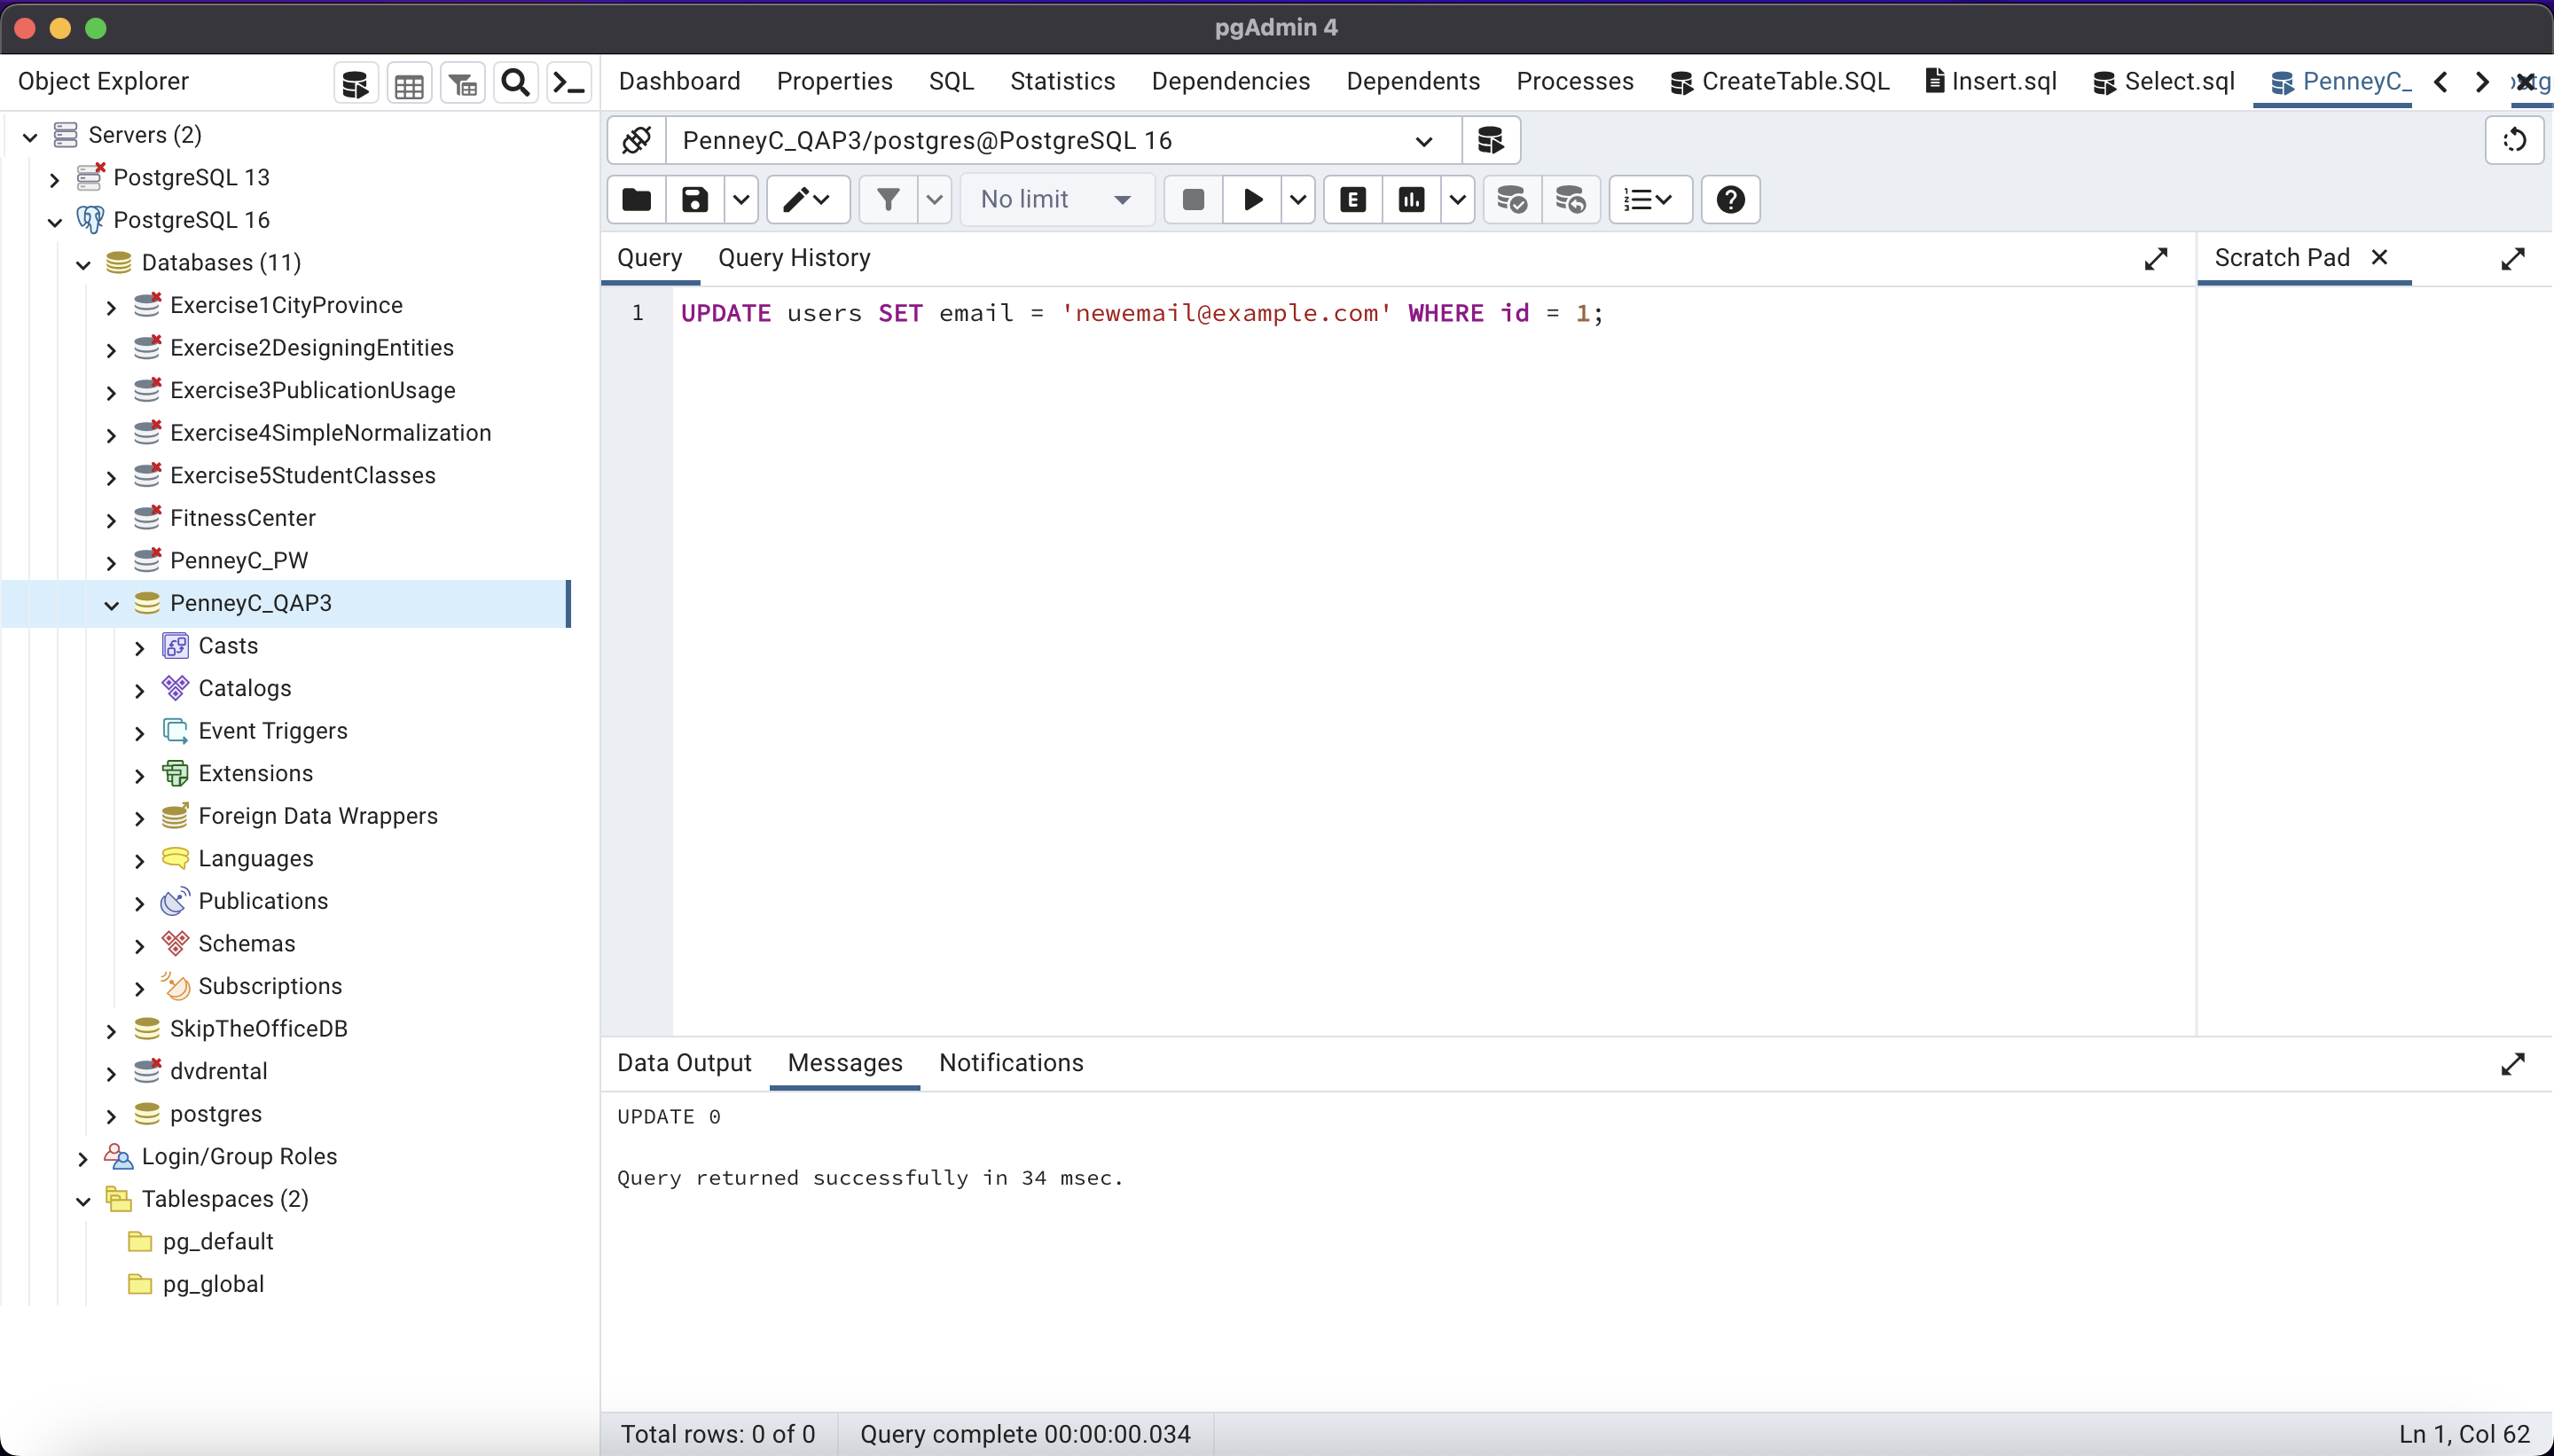 pgAdmin 4
Object Explorer
Dashboard Properties SQL Statistics Dependencies Dependents Processes CreateTable.SQL Insert.sql Select.sql PenneyC_
Servers (2)
PostgreSQL 13
PostgreSQL 16
Databases (11)
Exercise1CityProvince
Exercise2DesigningEntities
Exercise3PublicationUsage
Exercise4SimpleNormalization
Exercise5StudentClasses
FitnessCenter
PenneyC_PW
PenneyC_QAP3
Casts
Catalogs
Event Triggers
Extensions
Foreign Data Wrappers
Languages
Publications
Schemas
Subscriptions
SkipTheOfficeDB
dvdrental
postgres
Login/Group Roles
Tablespaces (2)
pg_default
pg_global
PenneyC_QAP3/postgres@PostgreSQL 16
No limit E
Query Query History Scratch Pad
1 UPDATE users SET email = 'newemail@example.com' WHERE id = 1;
Data Output Messages Notifications
UPDATE 0
Query returned successfully in 34 msec.
Total rows: 0 of 0 Query complete 00:00:00.034 Ln 1, Col 62